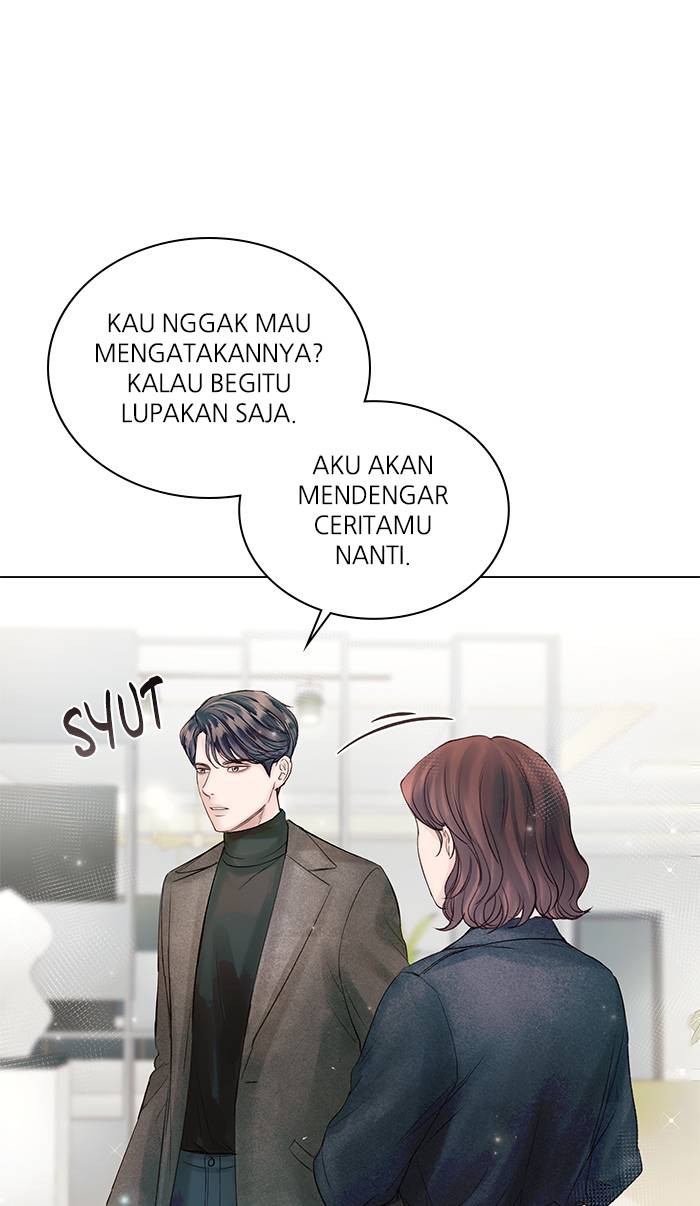 KAU NGGAK MAU
MENGATAKANNYA?
KALAU BEGITU
LUPAKAN SAJA.
AKU AKAN
MENDENGAR
CERITAMU
NANTI.
SYUT